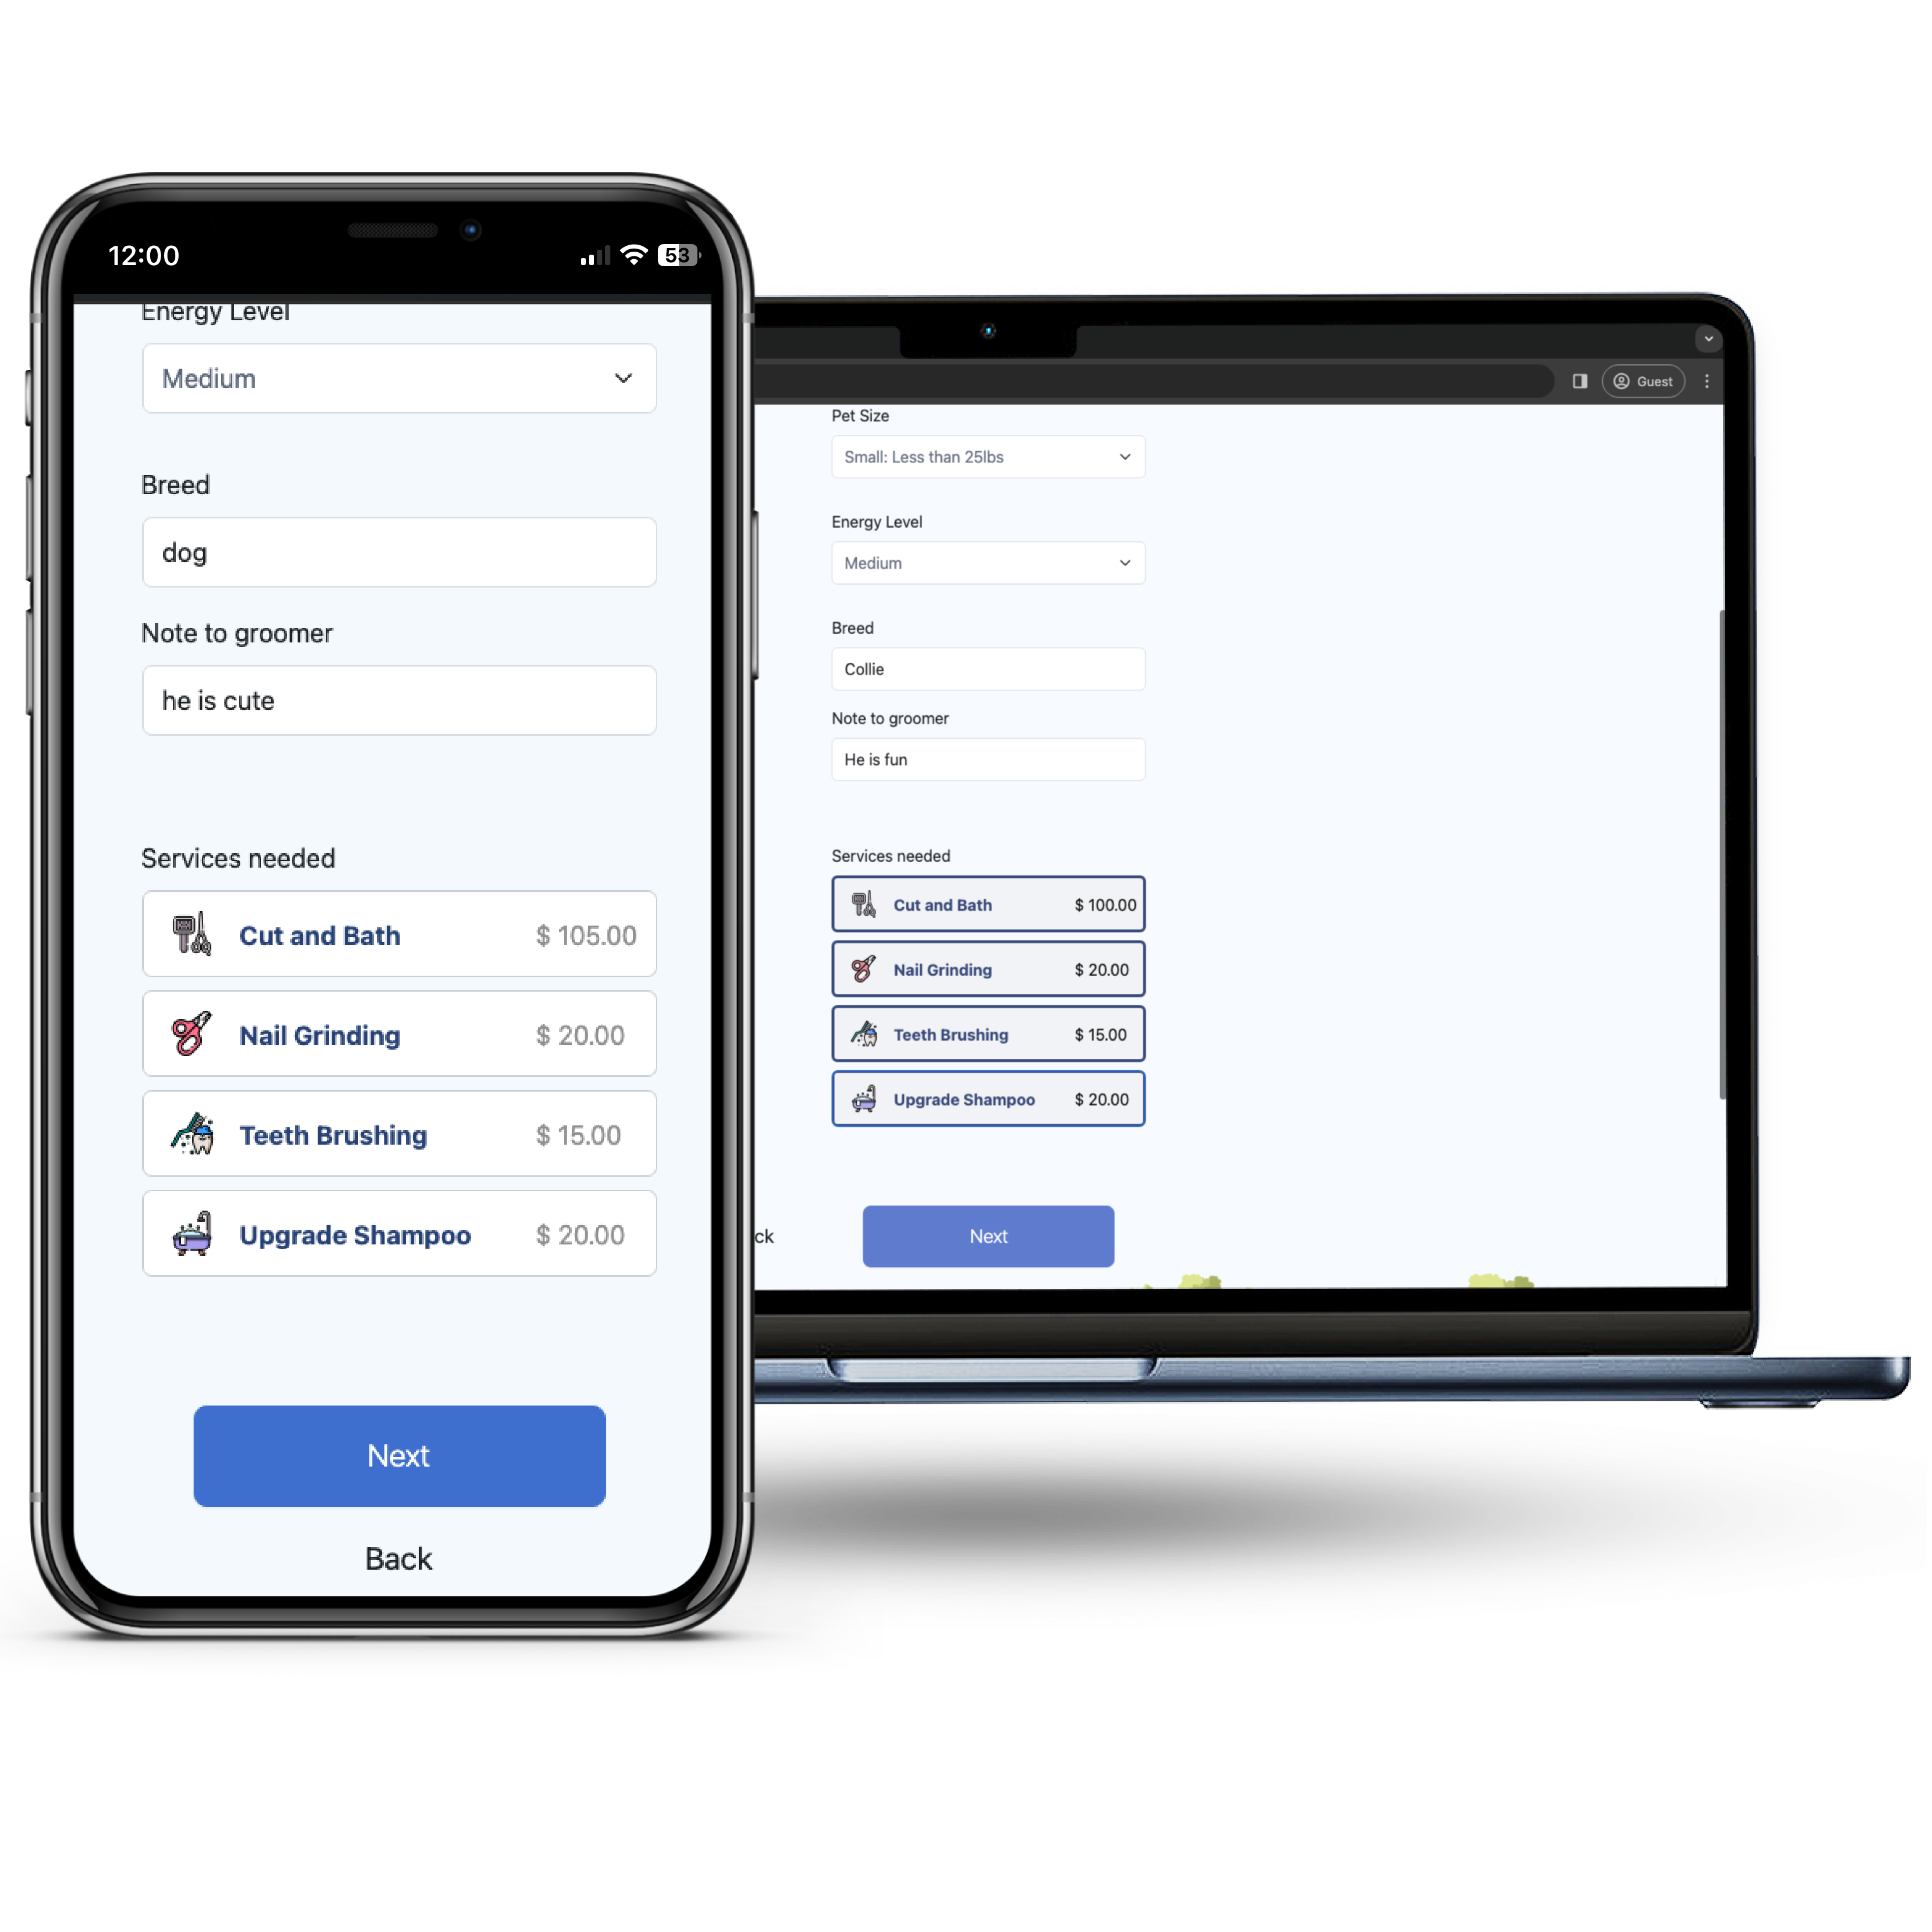 12:00
53
Energy Level
Medium
Breed
dog
Note to groomer
he is cute
Services needed
Cut and Bath $ 105.00
Nail Grinding $ 20.00
Teeth Brushing $ 15.00
Upgrade Shampoo $ 20.00
Next
Back
Guest
Pet Size
Small: Less than 25lbs
Energy Level
Medium
Breed
Collie
Note to groomer
He is fun
Services needed
Cut and Bath $ 100.00
Nail Grinding $ 20.00
Teeth Brushing $ 15.00
Upgrade Shampoo $ 20.00
ck
Next